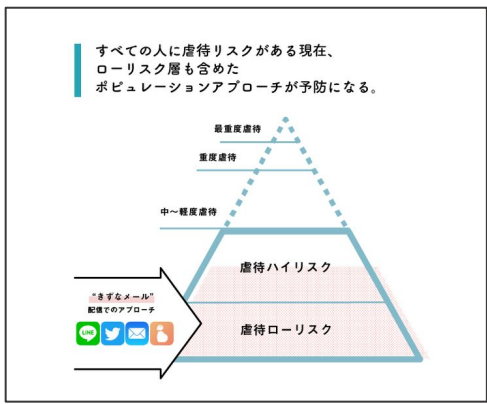 すべての人に虐待リスクがある現在、
ローリスク層も含めた
ポピュレーションアプローチが予防になる。
最重度虐待
重度虐待
中〜軽度虐待
虐待ハイリスク
"きずなメール"
配信でのアプローチ
LINE
虐待ローリスク